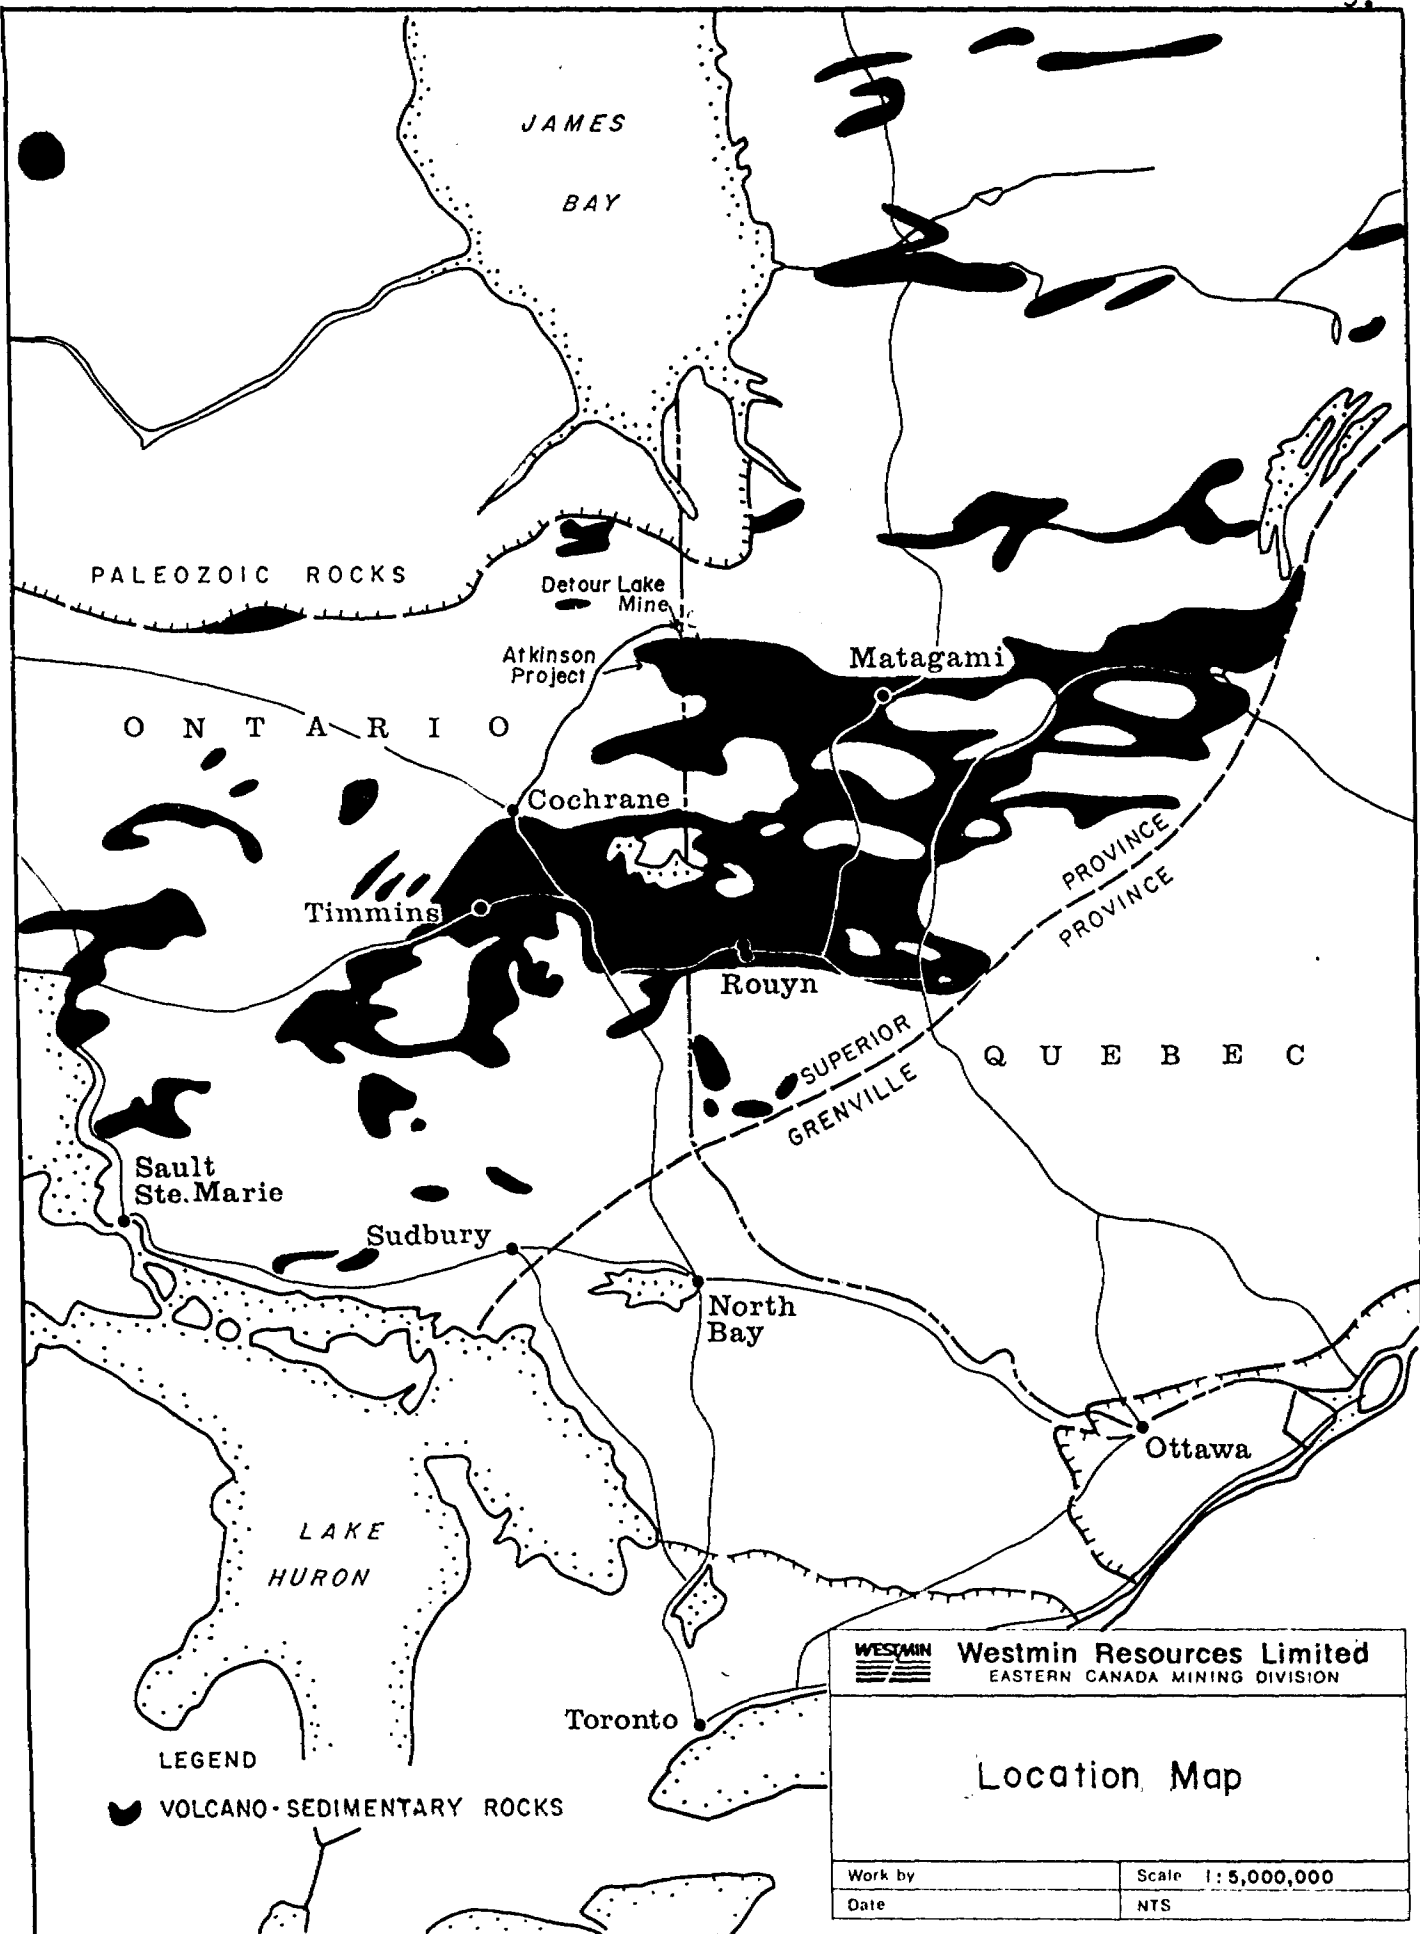 JAMES
BAY
PALEOZOIC ROCKS
Detour Lake
Mine
Atkinson
Project
Matagami
ONTARIO
Cochrane
PROVINCE
PROVINCE
Timmins
Rouyn
SUPERIOR
GRENVILLE
QUEBEC
Sault
Ste. Marie
Sudbury
North
Bay
Ottawa
LAKE
HURON
Toronto
LEGEND
VOLCANO-SEDIMENTARY ROCKS
WESTMIN
Westmin Resources Limited
EASTERN CANADA MINING DIVISION
Location Map
Work by
Scale 1:5,000,000
Date
NTS